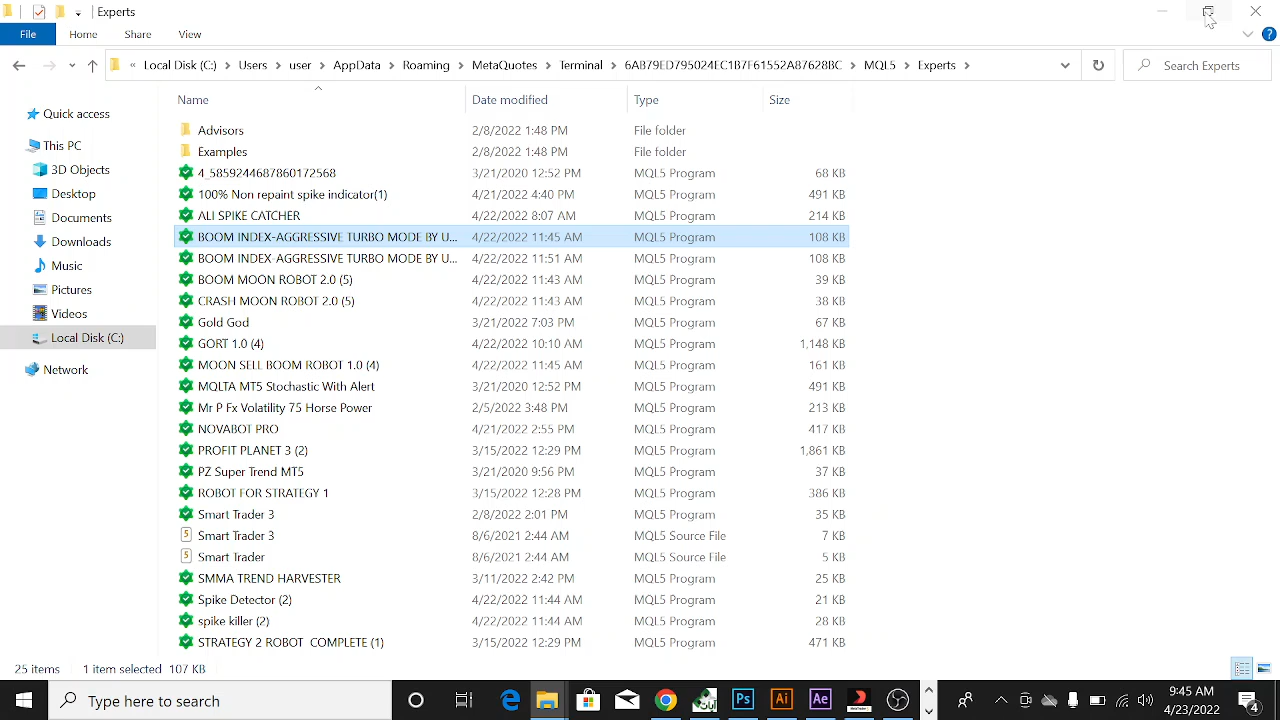 Experts
File Home Share View
« Local Disk (C:) › Users › user › AppData › Roaming › MetaQuotes › Terminal › 6AB79ED795024EC1B7F61552A87628BC › MQL5 › Experts ›
Search Experts
Name Date modified Type Size
Quick access
This PC
3D Objects
Desktop
Documents
Downloads
Music
Pictures
Videos
Local Disk (C:)
Network
Advisors 2/8/2022 1:48 PM File folder
Examples 2/8/2022 1:48 PM File folder
4_5859244687860172568 3/21/2020 12:52 PM MQL5 Program 68 KB
100% Non repaint spike indicator(1) 4/21/2022 4:40 PM MQL5 Program 491 KB
ALI SPIKE CATCHER 4/22/2022 8:07 AM MQL5 Program 214 KB
BOOM INDEX-AGGRESSIVE TURBO MODE BY U... 4/22/2022 11:45 AM MQL5 Program 108 KB
BOOM INDEX-AGGRESSIVE TURBO MODE BY U... 4/22/2022 11:51 AM MQL5 Program 108 KB
BOOM MOON ROBOT 2.0 (5) 4/22/2022 11:43 AM MQL5 Program 39 KB
CRASH MOON ROBOT 2.0 (5) 4/22/2022 11:43 AM MQL5 Program 38 KB
Gold God 3/21/2022 7:03 PM MQL5 Program 67 KB
GORT 1.0 (4) 4/22/2022 10:10 AM MQL5 Program 1,148 KB
MOON SELL BOOM ROBOT 1.0 (4) 4/22/2022 11:45 AM MQL5 Program 161 KB
MQLTA MT5 Stochastic With Alert 3/21/2020 12:52 PM MQL5 Program 491 KB
Mr P Fx Volatility 75 Horse Power 2/5/2022 3:48 PM MQL5 Program 213 KB
NOVABOT PRO 4/21/2022 2:55 PM MQL5 Program 417 KB
PROFIT PLANET 3 (2) 3/15/2022 12:29 PM MQL5 Program 1,861 KB
PZ Super Trend MT5 3/21/2020 9:56 PM MQL5 Program 37 KB
ROBOT FOR STRATEGY 1 3/15/2022 12:28 PM MQL5 Program 386 KB
Smart Trader 3 2/8/2022 2:01 PM MQL5 Program 35 KB
Smart Trader 3 8/6/2021 2:44 AM MQL5 Source File 7 KB
Smart Trader 8/6/2021 2:44 AM MQL5 Source File 5 KB
SMMA TREND HARVESTER 3/11/2022 2:42 PM MQL5 Program 25 KB
Spike Detector (2) 4/22/2022 11:44 AM MQL5 Program 21 KB
spike killer (2) 4/22/2022 11:44 AM MQL5 Program 28 KB
STRATEGY 2 ROBOT COMPLETE (1) 3/15/2022 12:29 PM MQL5 Program 471 KB
25 items 1 item selected 107 KB
Type here to search
Ps Ai Ae
9:45 AM
4/23/2022
4